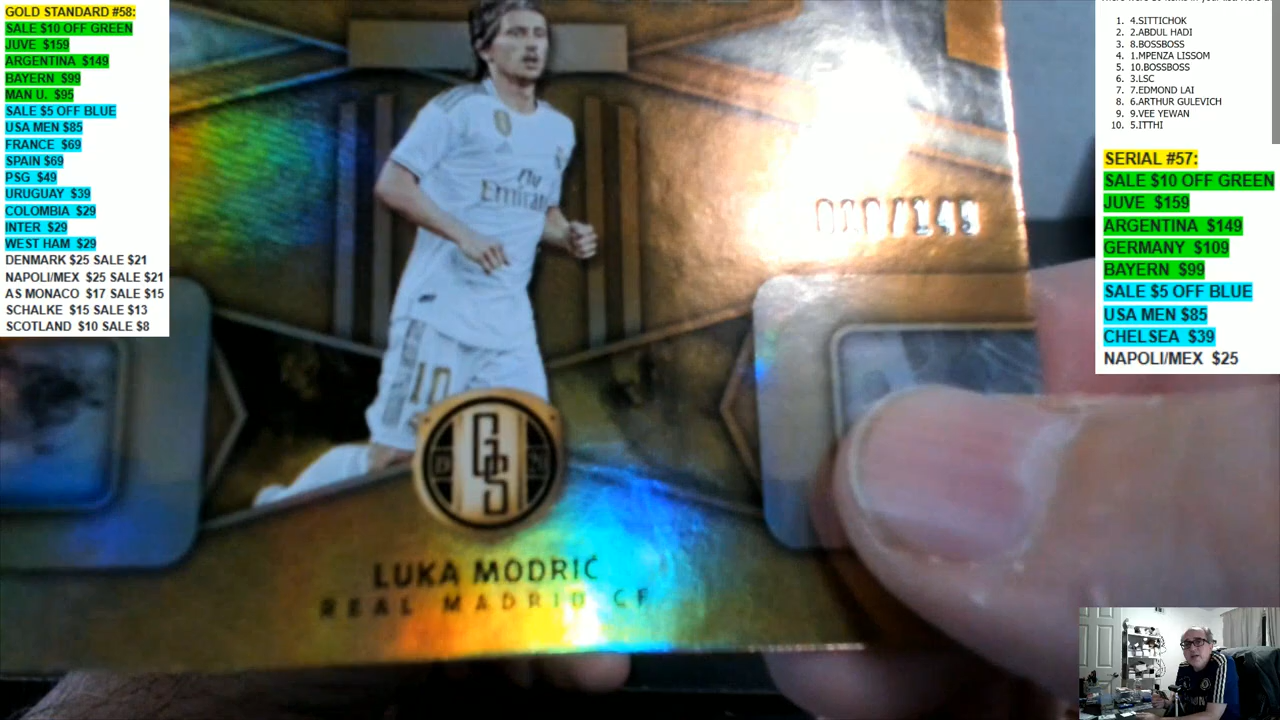 GOLD STANDARD #58:
SALE $10 OFF GREEN
JUVE $159
ARGENTINA $149
BAYERN $99
MAN U. $95
SALE $5 OFF BLUE
USA MEN $85
FRANCE $69
SPAIN $69
PSG $49
URUGUAY $39
COLOMBIA $29
INTER $29
WEST HAM $29
DENMARK $25 SALE $21
NAPOLI/MEX $25 SALE $21
AS MONACO $17 SALE $15
SCHALKE $15 SALE $13
SCOTLAND $10 SALE $8
Fly
Emirates
10
GS
LUKA MODRIĆ
REAL MADRID CF
1. 4.SITTICHOK
2. 2.ABDUL HADI
3. 8.BOSSBOSS
4. 1.MPENZA LISSOM
5. 10.BOSSBOSS
6. 3.LSC
7. 7.EDMOND LAI
8. 6.ARTHUR GULEVICH
9. 9.VEE YEWAN
10. 5.ITTHI
SERIAL #57:
SALE $10 OFF GREEN
JUVE $159
ARGENTINA $149
GERMANY $109
BAYERN $99
SALE $5 OFF BLUE
USA MEN $85
CHELSEA $39
NAPOLI/MEX $25